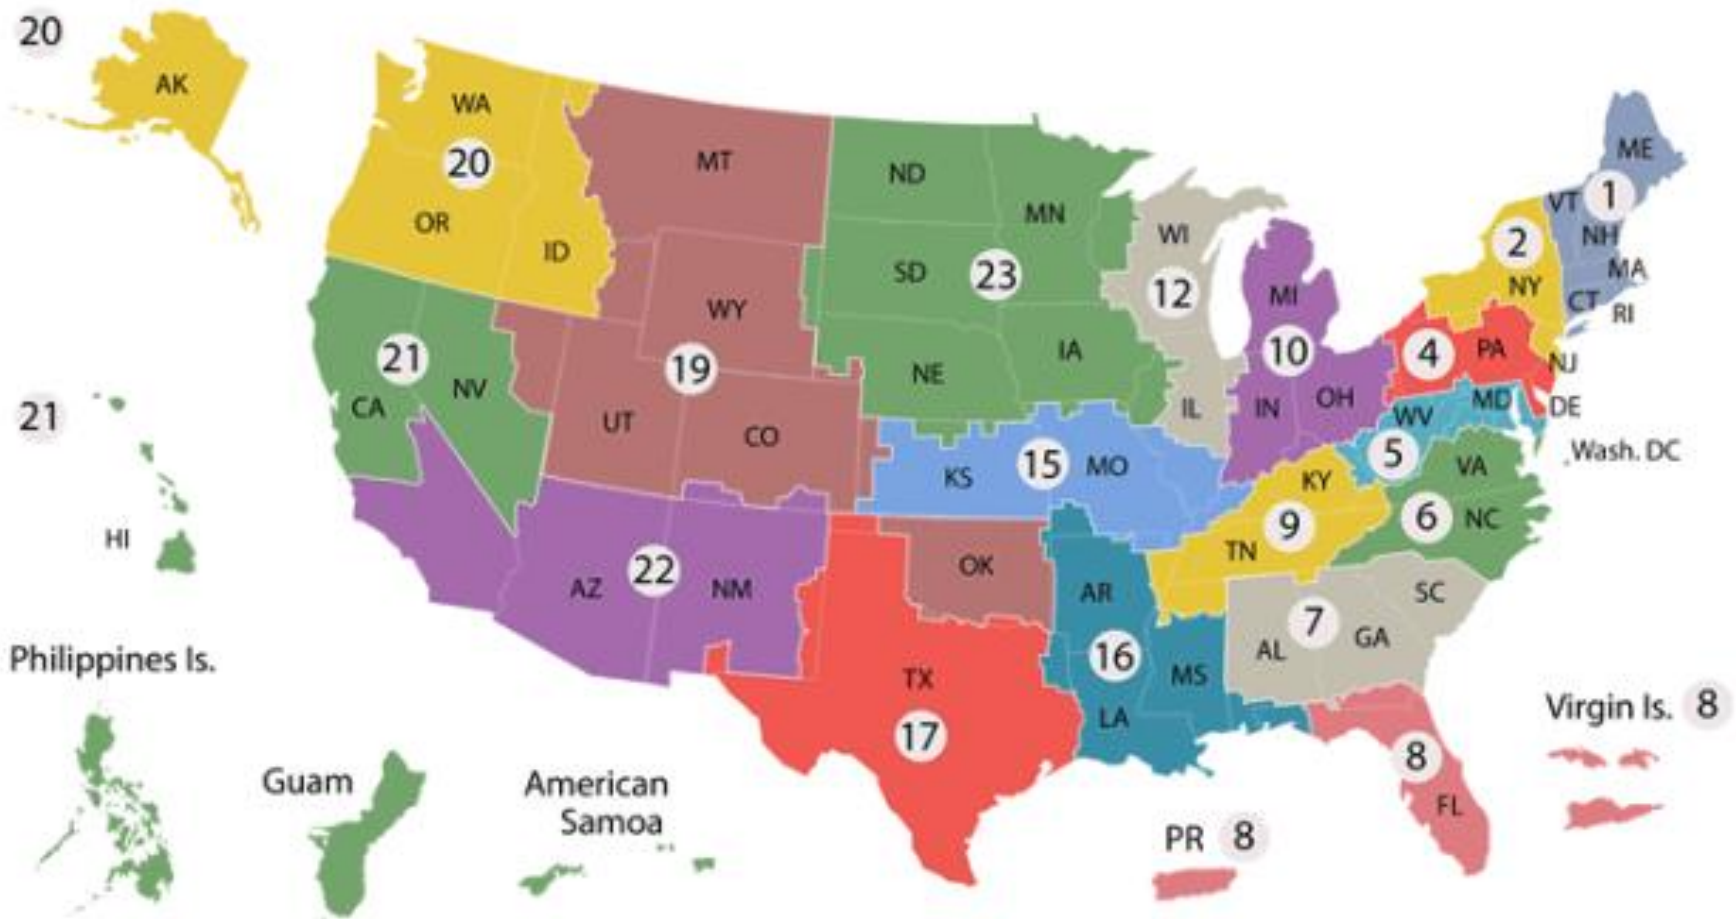 20
AK
WA
20
OR
ID
MT
ND
MN
ME
VT
1
2
NH
WI
SD
23
MA
12
NY
CT
RI
MI
WY
21
19
IA
10
4
PA
NJ
NE
NV
CA
21
UT
CO
IL
IN
OH
MD
DE
WV
Wash. DC
KS
15
MO
5
VA
KY
6
NC
9
TN
HI
AZ
22
NM
OK
AR
SC
7
GA
AL
16
MS
Philippines Is.
TX
17
LA
Virgin Is. 8
8
FL
Guam
American
Samoa
PR 8